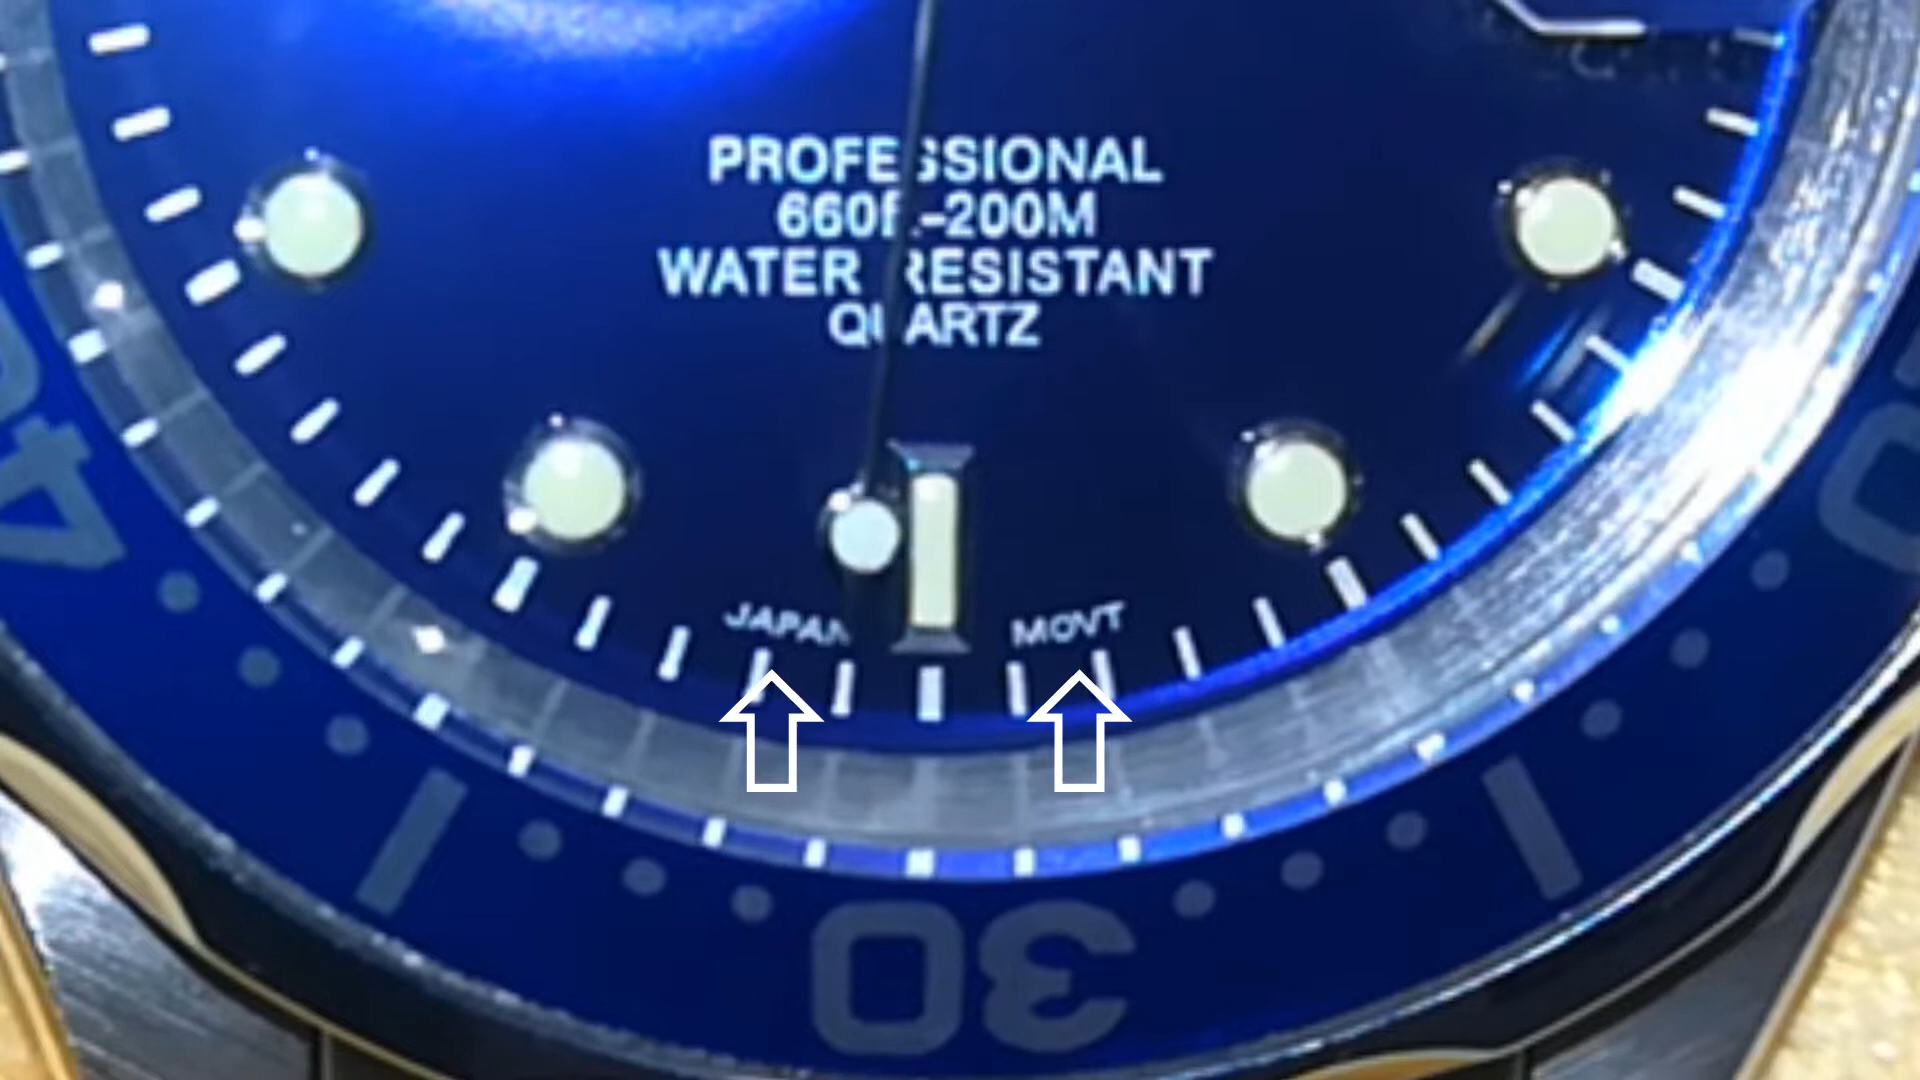 PROFESSIONAL
660ft-200M
WATER RESISTANT
QUARTZ
JAPAN MOVT
30